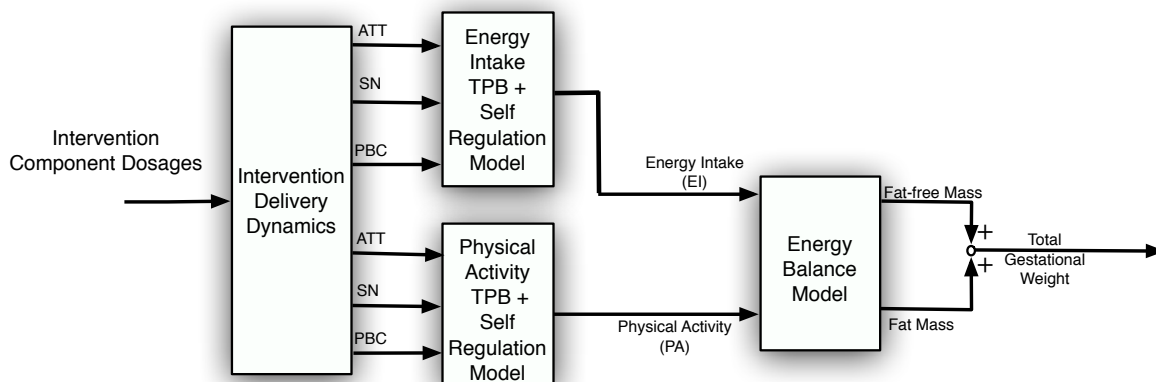 Intervention
Component Dosages
Intervention
Delivery
Dynamics
ATT
SN
PBC
ATT
SN
PBC
Energy
Intake
TPB +
Self
Regulation
Model
Physical
Activity
TPB +
Self
Regulation
Model
Energy Intake
(EI)
Physical Activity
(PA)
Energy
Balance
Model
Fat-free Mass
Fat Mass
+
+
Total
Gestational
Weight